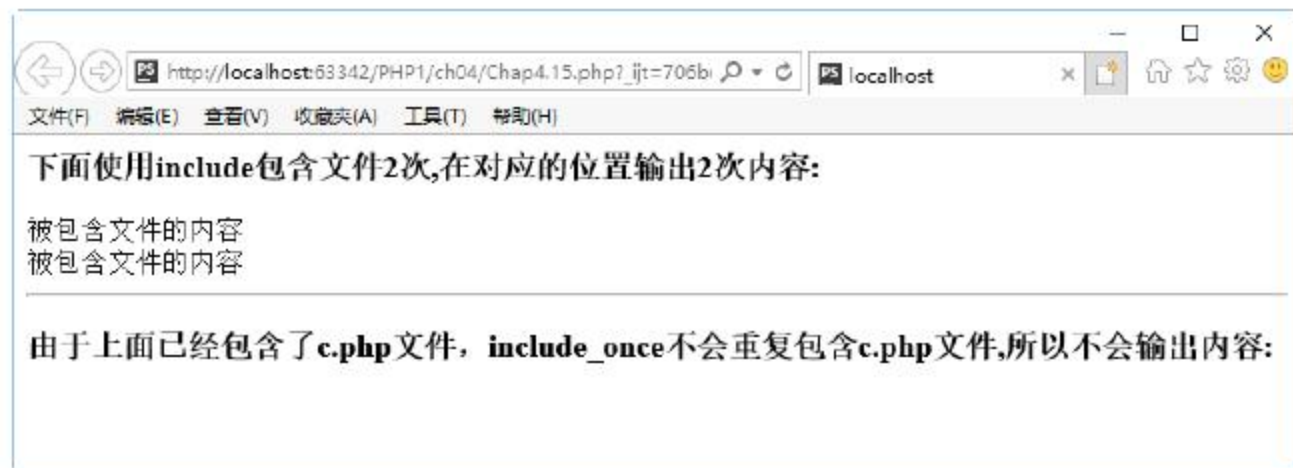 http://localhost:63342/PHP1/ch04/Chap4.15.php?_ijt=706b
localhost
文件(F) 编辑(E) 查看(V) 收藏夹(A) 工具(T) 帮助(H)
下面使用include包含文件2次,在对应的位置输出2次内容:
被包含文件的内容
被包含文件的内容
由于上面已经包含了c.php文件，include_once不会重复包含c.php文件,所以不会输出内容: